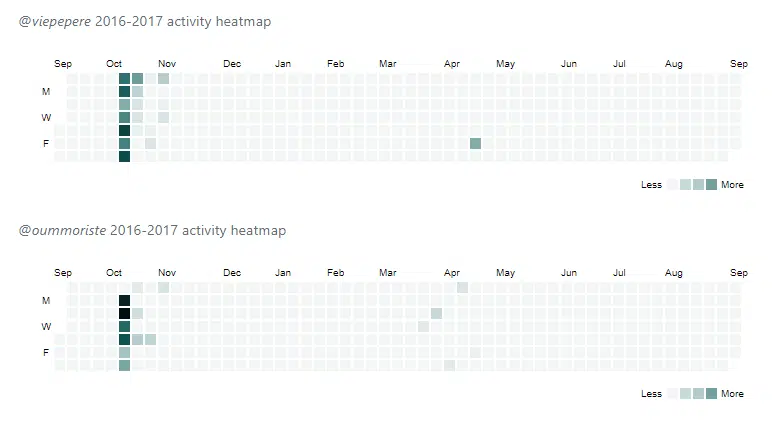 @viepepere 2016-2017 activity heatmap
Sep Oct Nov Dec Jan Feb Mar Apr May Jun Jul Aug Sep
M
W
F
Less More
@oummoriste 2016-2017 activity heatmap
Sep Oct Nov Dec Jan Feb Mar Apr May Jun Jul Aug Sep
M
W
F
Less More